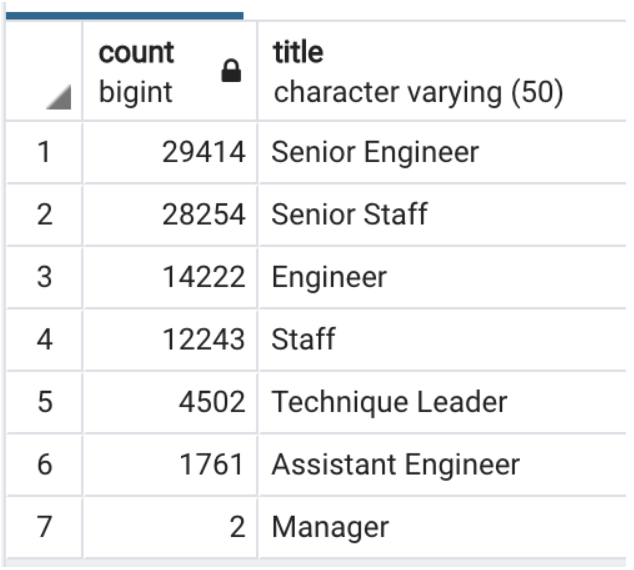 count title
bigint character varying (50)
1 29414 Senior Engineer
2 28254 Senior Staff
3 14222 Engineer
4 12243 Staff
5 4502 Technique Leader
6 1761 Assistant Engineer
7 2 Manager